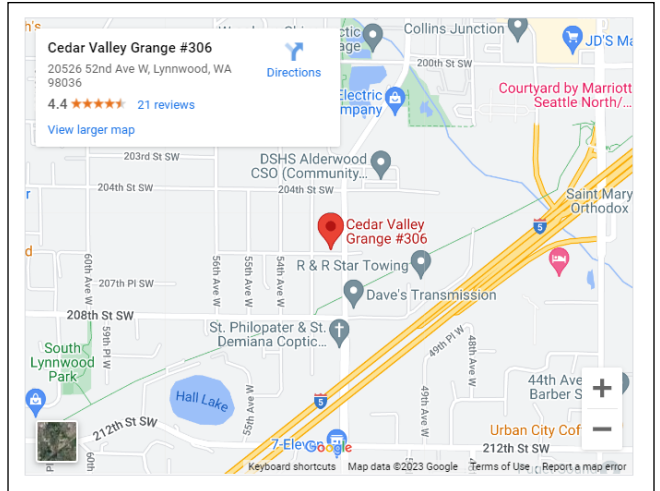 Cedar Valley Grange #306
20526 52nd Ave W, Lynnwood, WA
98036
4.4
21 reviews
View larger map
Directions
Collins Junction
JD'S Ma
200th St SW
Courtyard by Marriott
Seattle North/...
Electric
mpany
203rd St SW
DSHS Alderwood
CSO (Community...
204th St SW
204th St SW
Saint Mary
Orthodox
5
Cedar Valley
Grange #306
60th Ave W
56th Ave W
55th Ave W
54th Ave W
R & R Star Towing
207th Pl SW
Dave's Transmission
208th St SW
59th Pl W
St. Philopater & St.
Demiana Coptic...
49th Pl W
48th Ave W
South
Lynnwood
Park
Hall Lake
55th Ave W
5
49th Ave W
44th Ave
Barber S
+
−
212th St SW
60th
7-Eleven
Urban City Cof
212th St SW
Google
Keyboard shortcuts
Map data ©2023 Google
Terms of Use
Report a map error